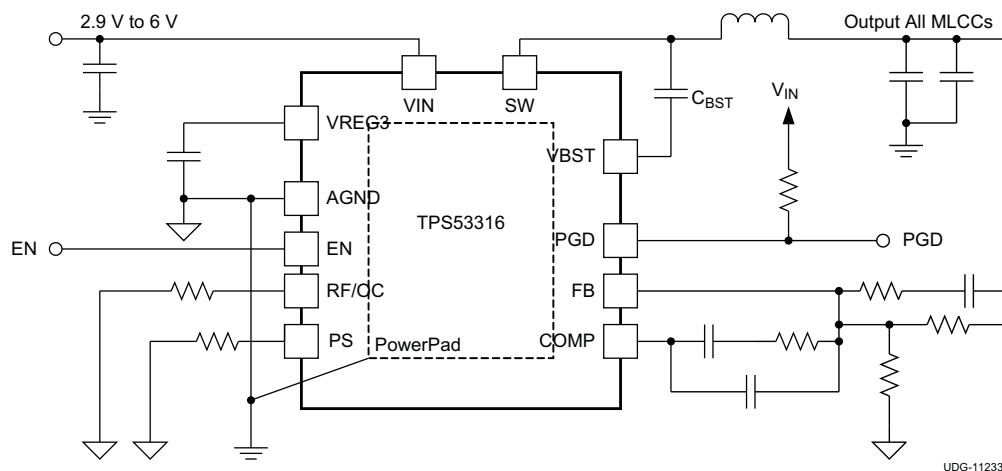 2.9 V to 6 V
Output All MLCCs
VIN
SW
CBST
VIN
VREG3
VBST
AGND
TPS53316
EN
EN
PGD
PGD
RF/OC
FB
PS
PowerPad
COMP
UDG-11233